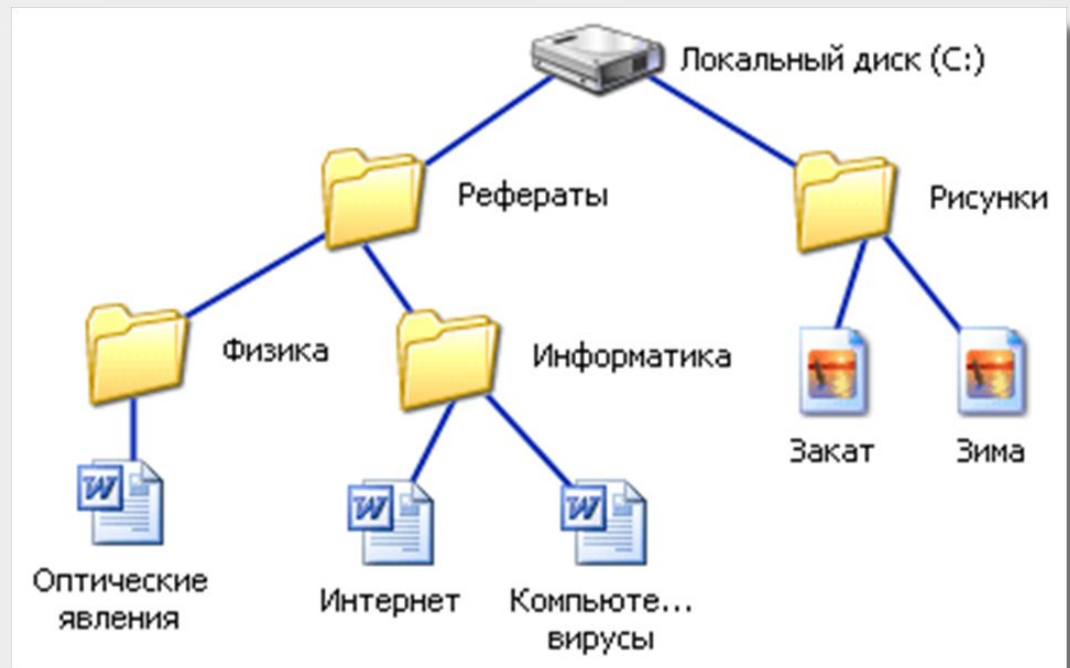 Локальный диск (C:)
Рефераты
Рисунки
Физика
Информатика
Закат
Зима
Оптические
явления
Интернет
Компьюте...
вирусы